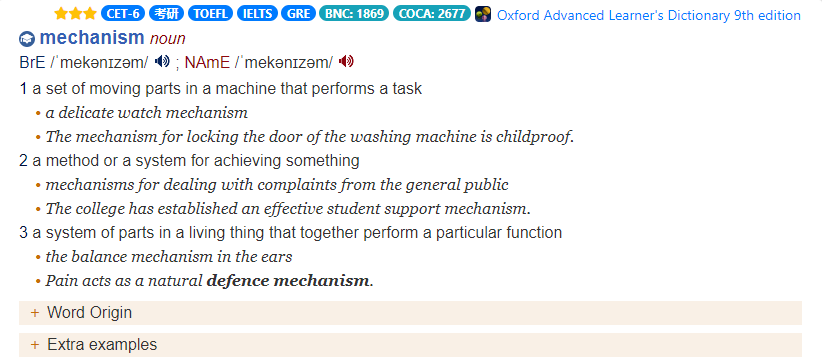 CET-6 考研 TOEFL IELTS GRE BNC: 1869 COCA: 2677 Oxford Advanced Learner's Dictionary 9th edition
mechanism noun
BrE /ˈmekənɪzəm/ ; NAmE /ˈmekənɪzəm/
1 a set of moving parts in a machine that performs a task
• a delicate watch mechanism
• The mechanism for locking the door of the washing machine is childproof.
2 a method or a system for achieving something
• mechanisms for dealing with complaints from the general public
• The college has established an effective student support mechanism.
3 a system of parts in a living thing that together perform a particular function
• the balance mechanism in the ears
• Pain acts as a natural defence mechanism.
+ Word Origin
+ Extra examples